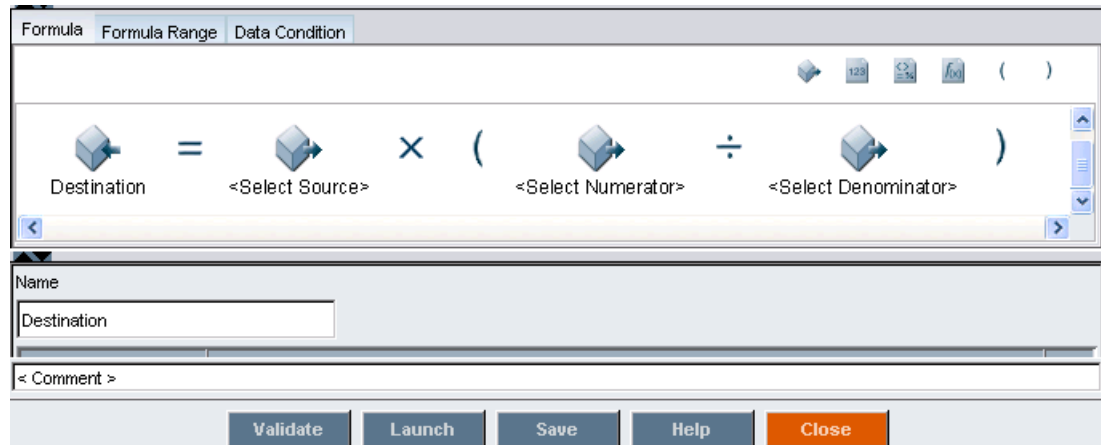 Formula Formula Range Data Condition
123 <> = % f(x) ( )
= × ( ÷ )
Destination <Select Source> <Select Numerator> <Select Denominator>
Name
Destination
< Comment >
Validate Launch Save Help Close